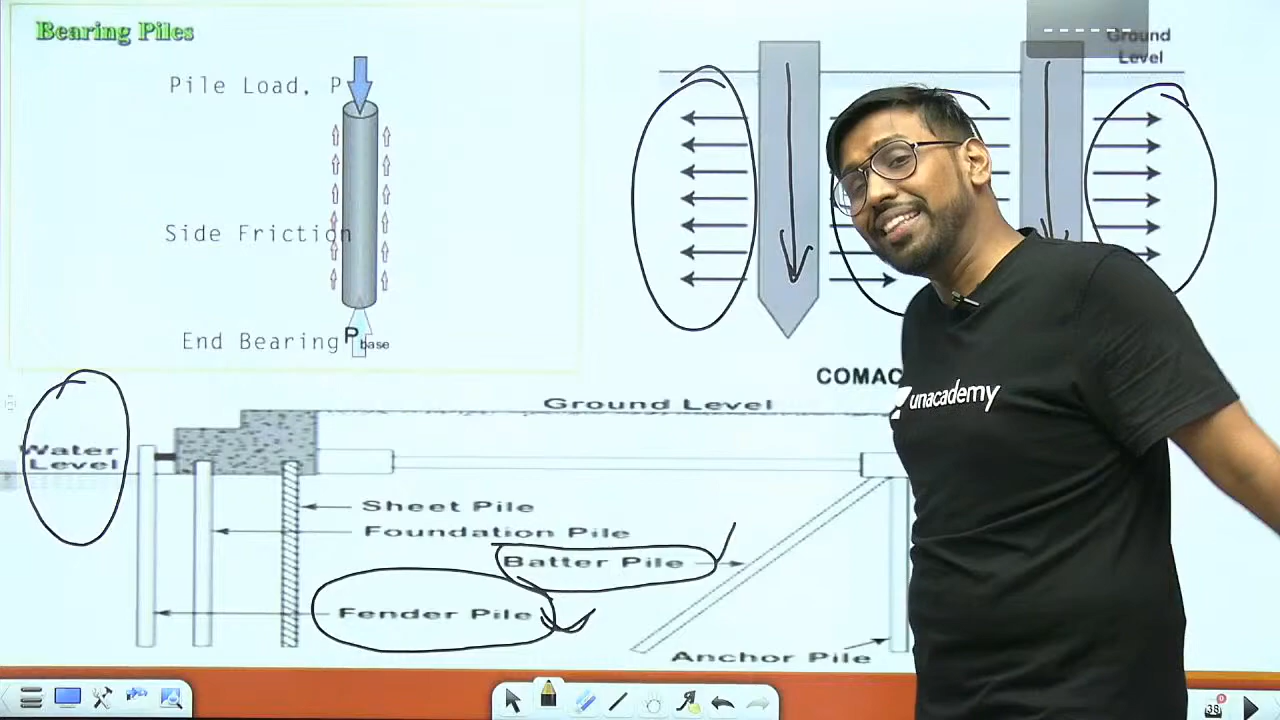 Bearing Piles
Pile Load, P
Side Friction
End Bearing
P base
Ground
Level
COMAC
Ground Level
Water
Level
Sheet Pile
Foundation Pile
Batter Pile
Fender Pile
Anchor Pile
unacademy
38